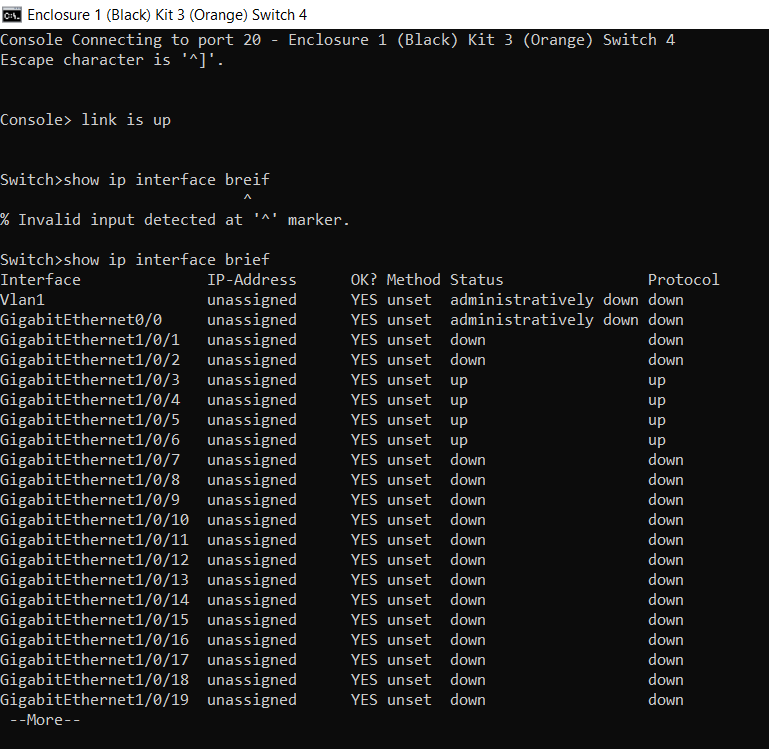 Enclosure 1 (Black) Kit 3 (Orange) Switch 4
Console Connecting to port 20 - Enclosure 1 (Black) Kit 3 (Orange) Switch 4
Escape character is '^]'.
Console> link is up
Switch>show ip interface breif
^
% Invalid input detected at '^' marker.
Switch>show ip interface brief
Interface IP-Address OK? Method Status Protocol
Vlan1 unassigned YES unset administratively down down
GigabitEthernet0/0 unassigned YES unset administratively down down
GigabitEthernet1/0/1 unassigned YES unset down down
GigabitEthernet1/0/2 unassigned YES unset down down
GigabitEthernet1/0/3 unassigned YES unset up up
GigabitEthernet1/0/4 unassigned YES unset up up
GigabitEthernet1/0/5 unassigned YES unset up up
GigabitEthernet1/0/6 unassigned YES unset up up
GigabitEthernet1/0/7 unassigned YES unset down down
GigabitEthernet1/0/8 unassigned YES unset down down
GigabitEthernet1/0/9 unassigned YES unset down down
GigabitEthernet1/0/10 unassigned YES unset down down
GigabitEthernet1/0/11 unassigned YES unset down down
GigabitEthernet1/0/12 unassigned YES unset down down
GigabitEthernet1/0/13 unassigned YES unset down down
GigabitEthernet1/0/14 unassigned YES unset down down
GigabitEthernet1/0/15 unassigned YES unset down down
GigabitEthernet1/0/16 unassigned YES unset down down
GigabitEthernet1/0/17 unassigned YES unset down down
GigabitEthernet1/0/18 unassigned YES unset down down
GigabitEthernet1/0/19 unassigned YES unset down down
--More--